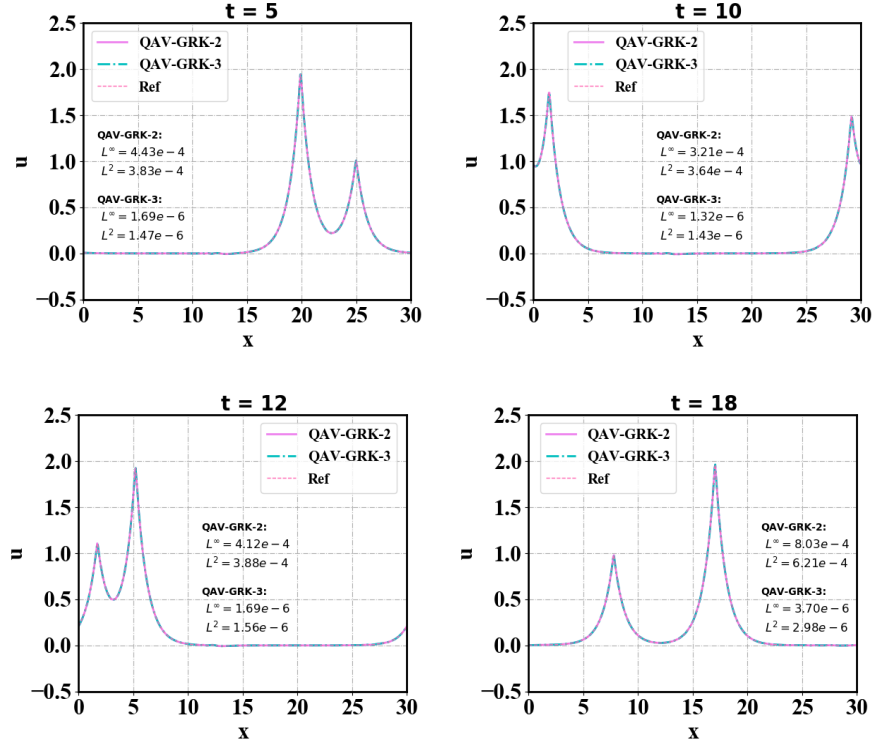 t = 5
2.5
2.0
1.5
1.0
0.5
0.0
−0.5
u
QAV-GRK-2
QAV-GRK-3
Ref
QAV-GRK-2:
L∞ = 4.43e − 4
L² = 3.83e − 4
QAV-GRK-3:
L∞ = 1.69e − 6
L² = 1.47e − 6
0 5 10 15 20 25 30
x
t = 10
2.5
2.0
1.5
1.0
0.5
0.0
−0.5
u
QAV-GRK-2
QAV-GRK-3
Ref
QAV-GRK-2:
L∞ = 3.21e − 4
L² = 3.64e − 4
QAV-GRK-3:
L∞ = 1.32e − 6
L² = 1.43e − 6
0 5 10 15 20 25 30
x
t = 12
2.5
2.0
1.5
1.0
0.5
0.0
−0.5
u
QAV-GRK-2
QAV-GRK-3
Ref
QAV-GRK-2:
L∞ = 4.12e − 4
L² = 3.88e − 4
QAV-GRK-3:
L∞ = 1.69e − 6
L² = 1.56e − 6
0 5 10 15 20 25 30
x
t = 18
2.5
2.0
1.5
1.0
0.5
0.0
−0.5
u
QAV-GRK-2
QAV-GRK-3
Ref
QAV-GRK-2:
L∞ = 8.03e − 4
L² = 6.21e − 4
QAV-GRK-3:
L∞ = 3.70e − 6
L² = 2.98e − 6
0 5 10 15 20 25 30
x